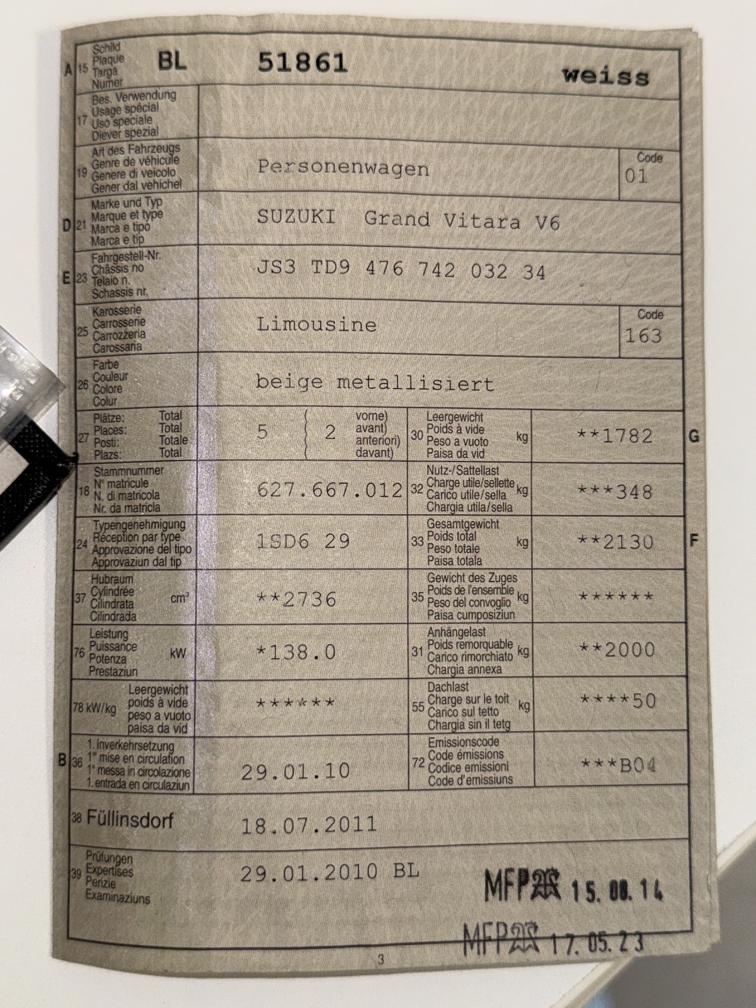 A 15 Schild Plaque Targa Numer BL 51861 weiss
17 Bes. Verwendung
Usage spécial
Uso speciale
Diever spezial
19 Art des Fahrzeugs
Genre de véhicule
Genere di veicolo
Gener dal vehichel
Personenwagen
Code
01
D 21 Marke und Typ
Marque et type
Marca e tipo
Marca e tip
SUZUKI Grand Vitara V6
E 23 Fahrgestell-Nr.
Châssis no
Telaio n.
Schassis nr.
JS3 TD9 476 742 032 34
25 Karosserie
Carrosserie
Carrozzeria
Carossaria
Limousine
Code
163
26 Farbe
Couleur
Colore
Colur
beige metallisiert
27 Plätze: Total
Places: Total
Posti: Totale
Plazs: Total
5 ( 2 vorne)
avant)
anteriori)
davant)
30 Leergewicht
Poids à vide
Peso a vuoto
Paisa da vid
kg **1782 G
18 Stammnummer
N° matricule
N. di matricola
Nr. da matricla
627.667.012
32 Nutz-/Sattellast
Charge utile/sellette
Carico utile/sella
Chargia utila/sella
kg ***348
24 Typengenehmigung
Réception par type
Approvazione del tipo
Approvaziun dal tip
1SD6 29
33 Gesamtgewicht
Poids total
Peso totale
Paisa totala
kg **2130 F
37 Hubraum
Cylindrée
Cilindrata
Cilindrada
cm³ **2736
35 Gewicht des Zuges
Poids de l'ensemble
Peso del convoglio
Paisa cumposiziun
kg ******
76 Leistung
Puissance
Potenza
Prestaziun
kW *138.0
31 Anhängelast
Poids remorquable
Carico rimorchiato
Chargia annexa
kg **2000
78 kW/kg Leergewicht
poids à vide
peso a vuoto
paisa da vid
******
55 Dachlast
Charge sur le toit
Carico sul tetto
Chargia sin il tetg
kg ****50
B 36 1. Inverkehrsetzung
1re mise en circulation
1a messa in circolazione
1. entrada en circulaziun
29.01.10
72 Emissionscode
Code émissions
Codice emissioni
Code d'emissiuns
***B04
38 Füllinsdorf 18.07.2011
39 Prüfungen
Expertises
Perizie
Examinaziuns
29.01.2010 BL
MFP 15.08.14
MFP 17.05.23
3